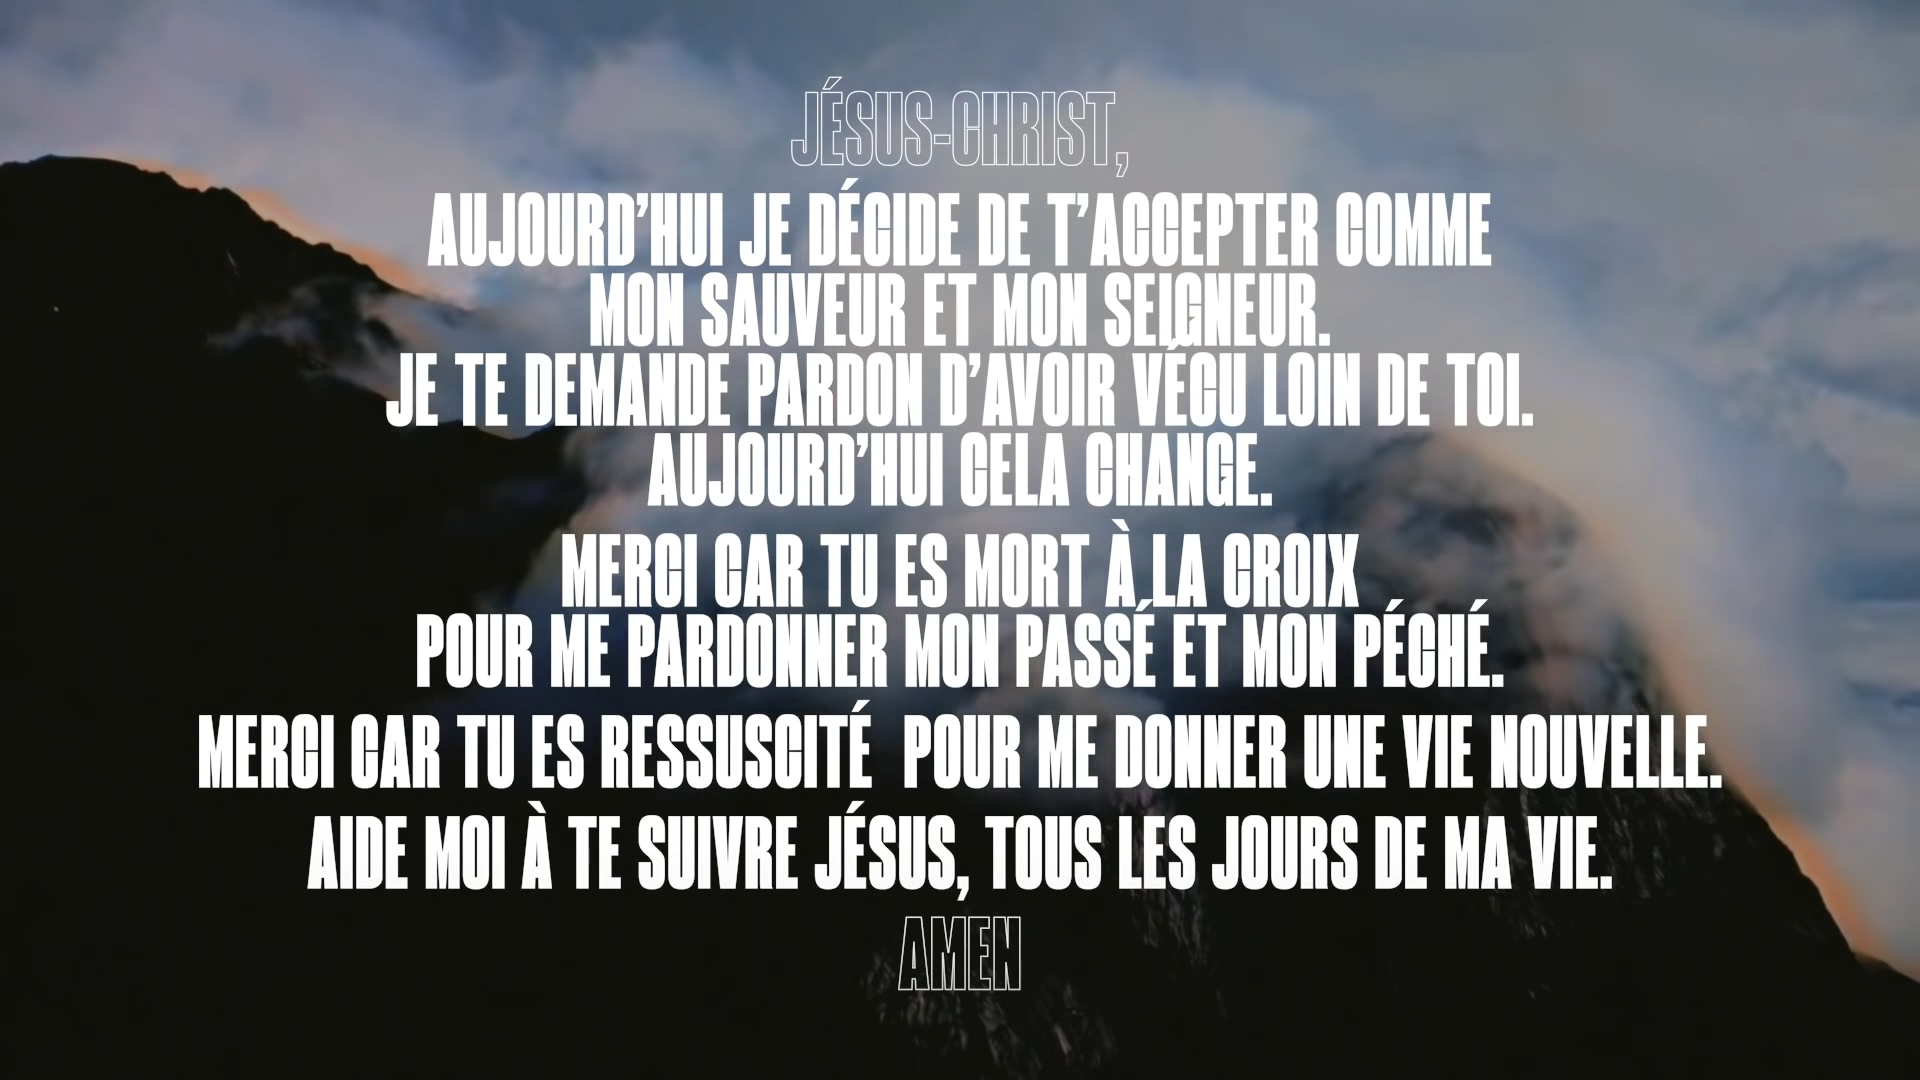 JÉSUS-CHRIST,
AUJOURD’HUI JE DÉCIDE DE T’ACCEPTER COMME
MON SAUVEUR ET MON SEIGNEUR.
JE TE DEMANDE PARDON D’AVOIR VÉCU LOIN DE TOI.
AUJOURD’HUI CELA CHANGE.
MERCI CAR TU ES MORT À LA CROIX
POUR ME PARDONNER MON PASSÉ ET MON PÉCHÉ.
MERCI CAR TU ES RESSUSCITÉ  POUR ME DONNER UNE VIE NOUVELLE.
AIDE MOI À TE SUIVRE JÉSUS, TOUS LES JOURS DE MA VIE.
AMEN